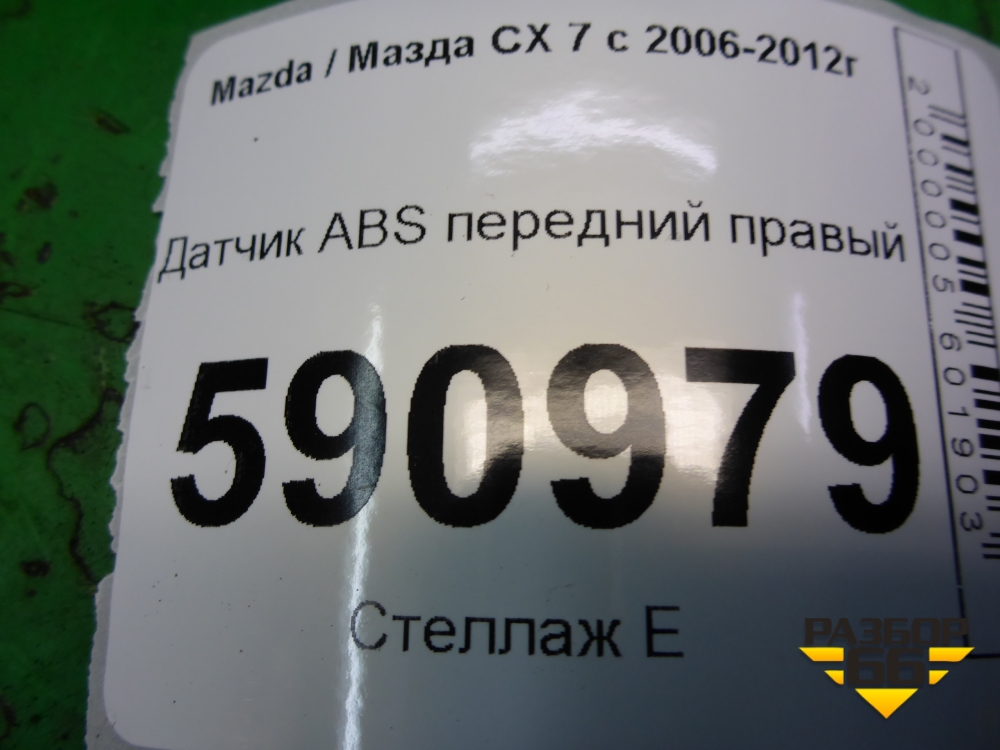 Mazda / Мазда CX 7 с 2006-2012г
Датчик ABS передний правый
590979
Стеллаж Е
2000005601903
РАЗБОР
66